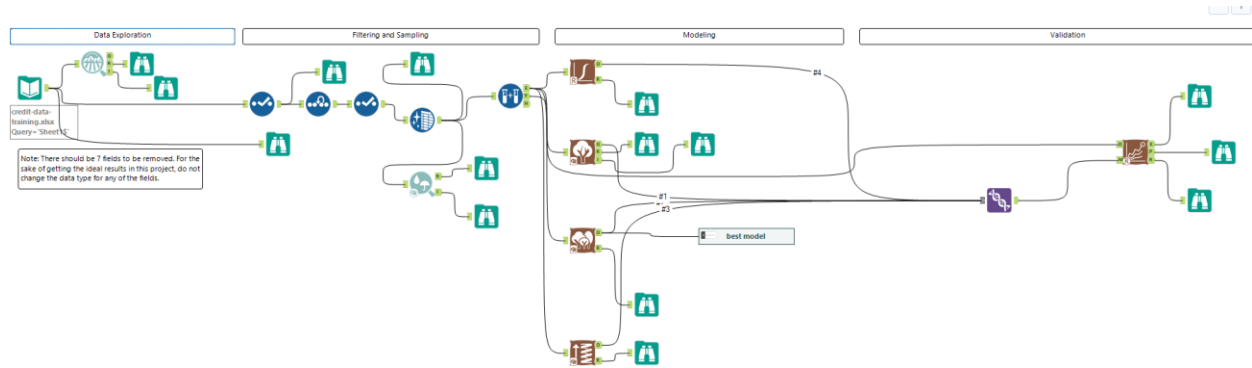 Data Exploration
Filtering and Sampling
Modeling
Validation
credit-data-
training.xlsx
Query=`Sheet1$`
Note: There should be 7 fields to be removed. For the
sake of getting the ideal results in this project, do not
change the data type for any of the fields.
#4
#1
#3
best model